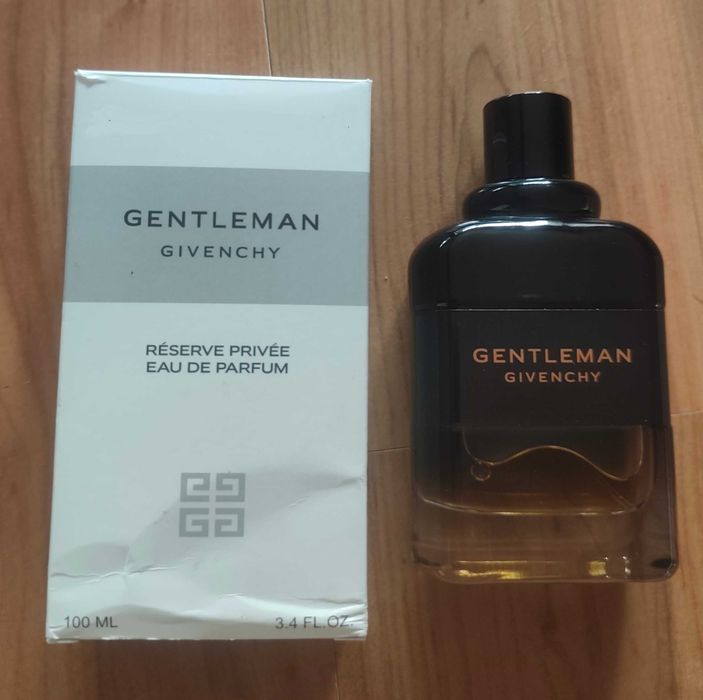 GENTLEMAN
GIVENCHY
RÉSERVE PRIVÉE
EAU DE PARFUM
100 ML
3.4 FL.OZ.
GENTLEMAN
GIVENCHY